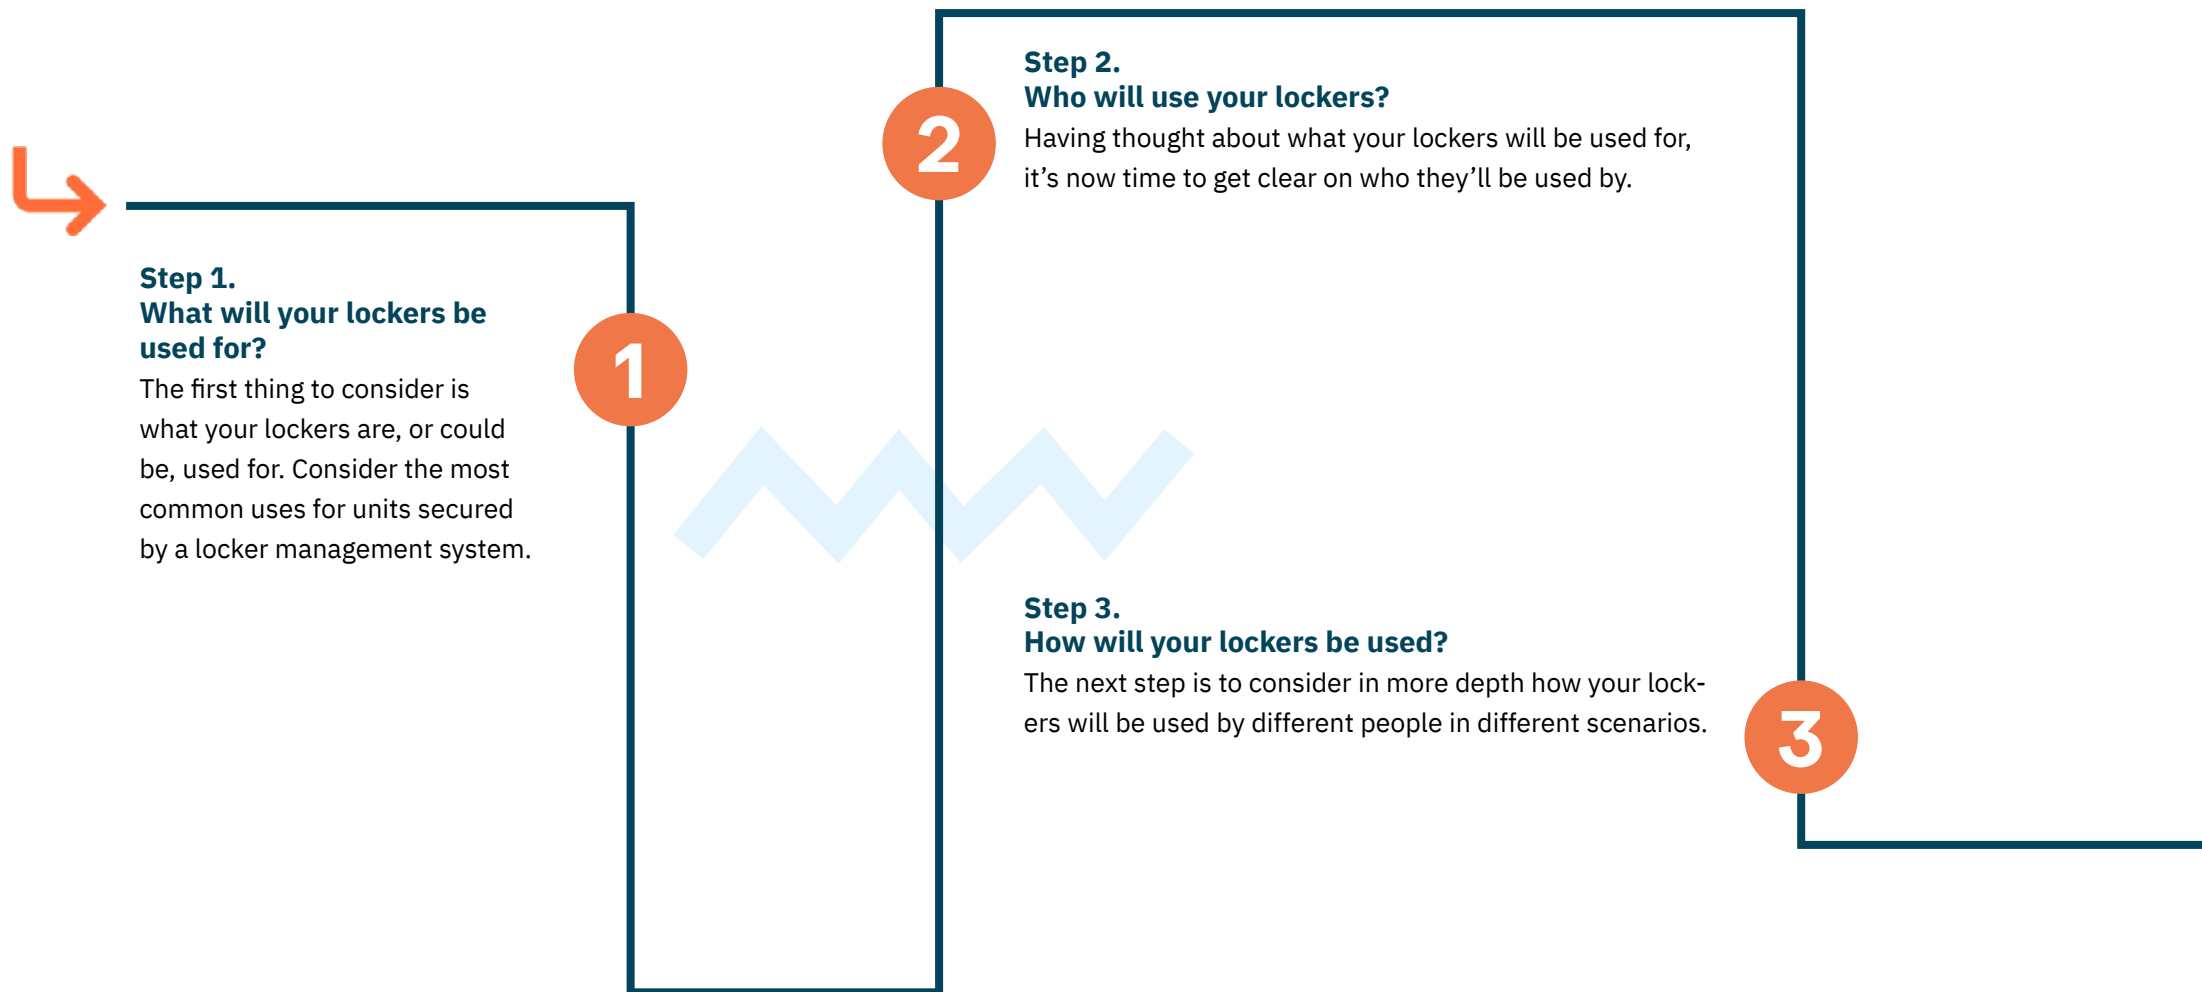 Step 1.
What will your lockers be
used for?
The first thing to consider is
what your lockers are, or could
be, used for. Consider the most
common uses for units secured
by a locker management system.
1
2
Step 2.
Who will use your lockers?
Having thought about what your lockers will be used for,
it’s now time to get clear on who they’ll be used by.
Step 3.
How will your lockers be used?
The next step is to consider in more depth how your lock-
ers will be used by different people in different scenarios.
3